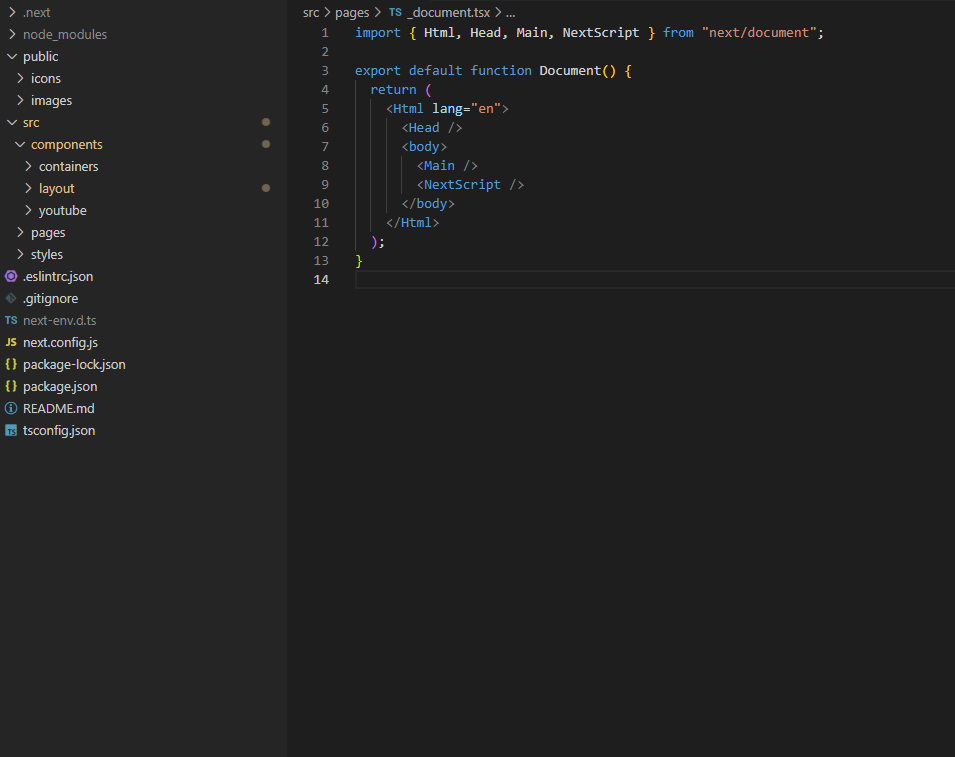 .next
node_modules
public
icons
images
src
components
containers
layout
youtube
pages
styles
.eslintrc.json
.gitignore
TS next-env.d.ts
JS next.config.js
{} package-lock.json
{} package.json
README.md
TS tsconfig.json
src > pages > TS _document.tsx > ...
1 import { Html, Head, Main, NextScript } from "next/document";
2
3 export default function Document() {
4 return (
5 <Html lang="en">
6 <Head />
7 <body>
8 <Main />
9 <NextScript />
10 </body>
11 </Html>
12 );
13 }
14